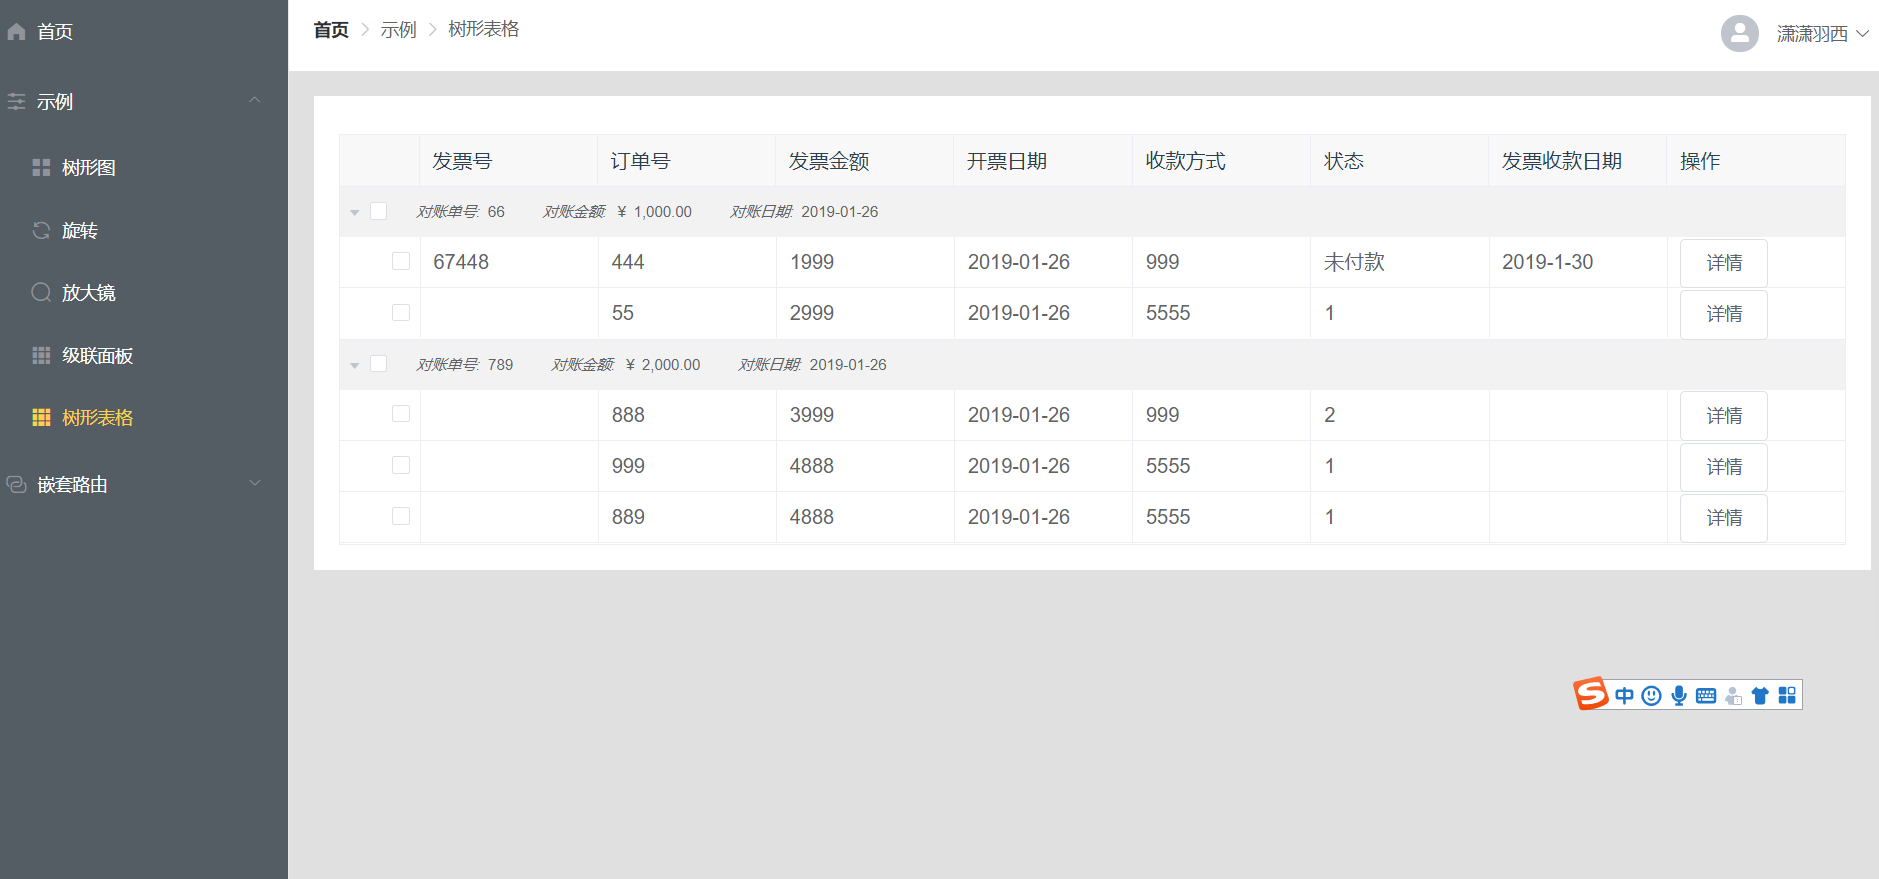 首页
示例
树形图
旋转
放大镜
级联面板
树形表格
嵌套路由
首页 > 示例 > 树形表格
潇潇羽西
发票号 订单号 发票金额 开票日期 收款方式 状态 发票收款日期 操作
对账单号: 66 对账金额: ¥ 1,000.00 对账日期: 2019-01-26
67448 444 1999 2019-01-26 999 未付款 2019-1-30 详情
55 2999 2019-01-26 5555 1 详情
对账单号: 789 对账金额: ¥ 2,000.00 对账日期: 2019-01-26
888 3999 2019-01-26 999 2 详情
999 4888 2019-01-26 5555 1 详情
889 4888 2019-01-26 5555 1 详情
S 中